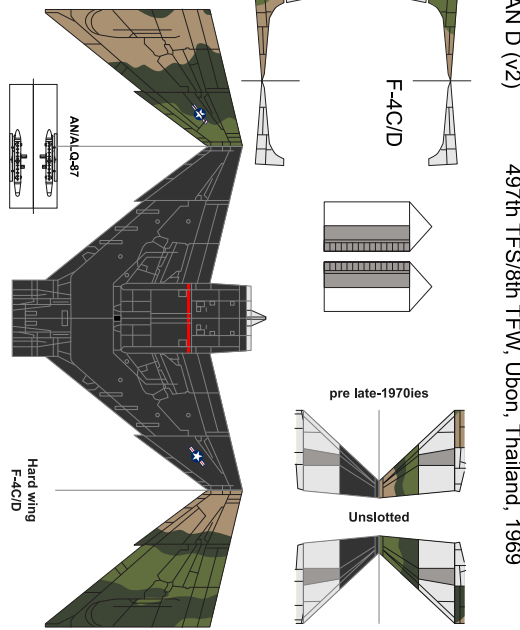 AN D (v2)
497th TFS/8th TFW, Ubon, Thailand, 1969
F-4C/D
AN/ALQ-87
pre late-1970ies
Unslotted
Hard wing
F-4C/D